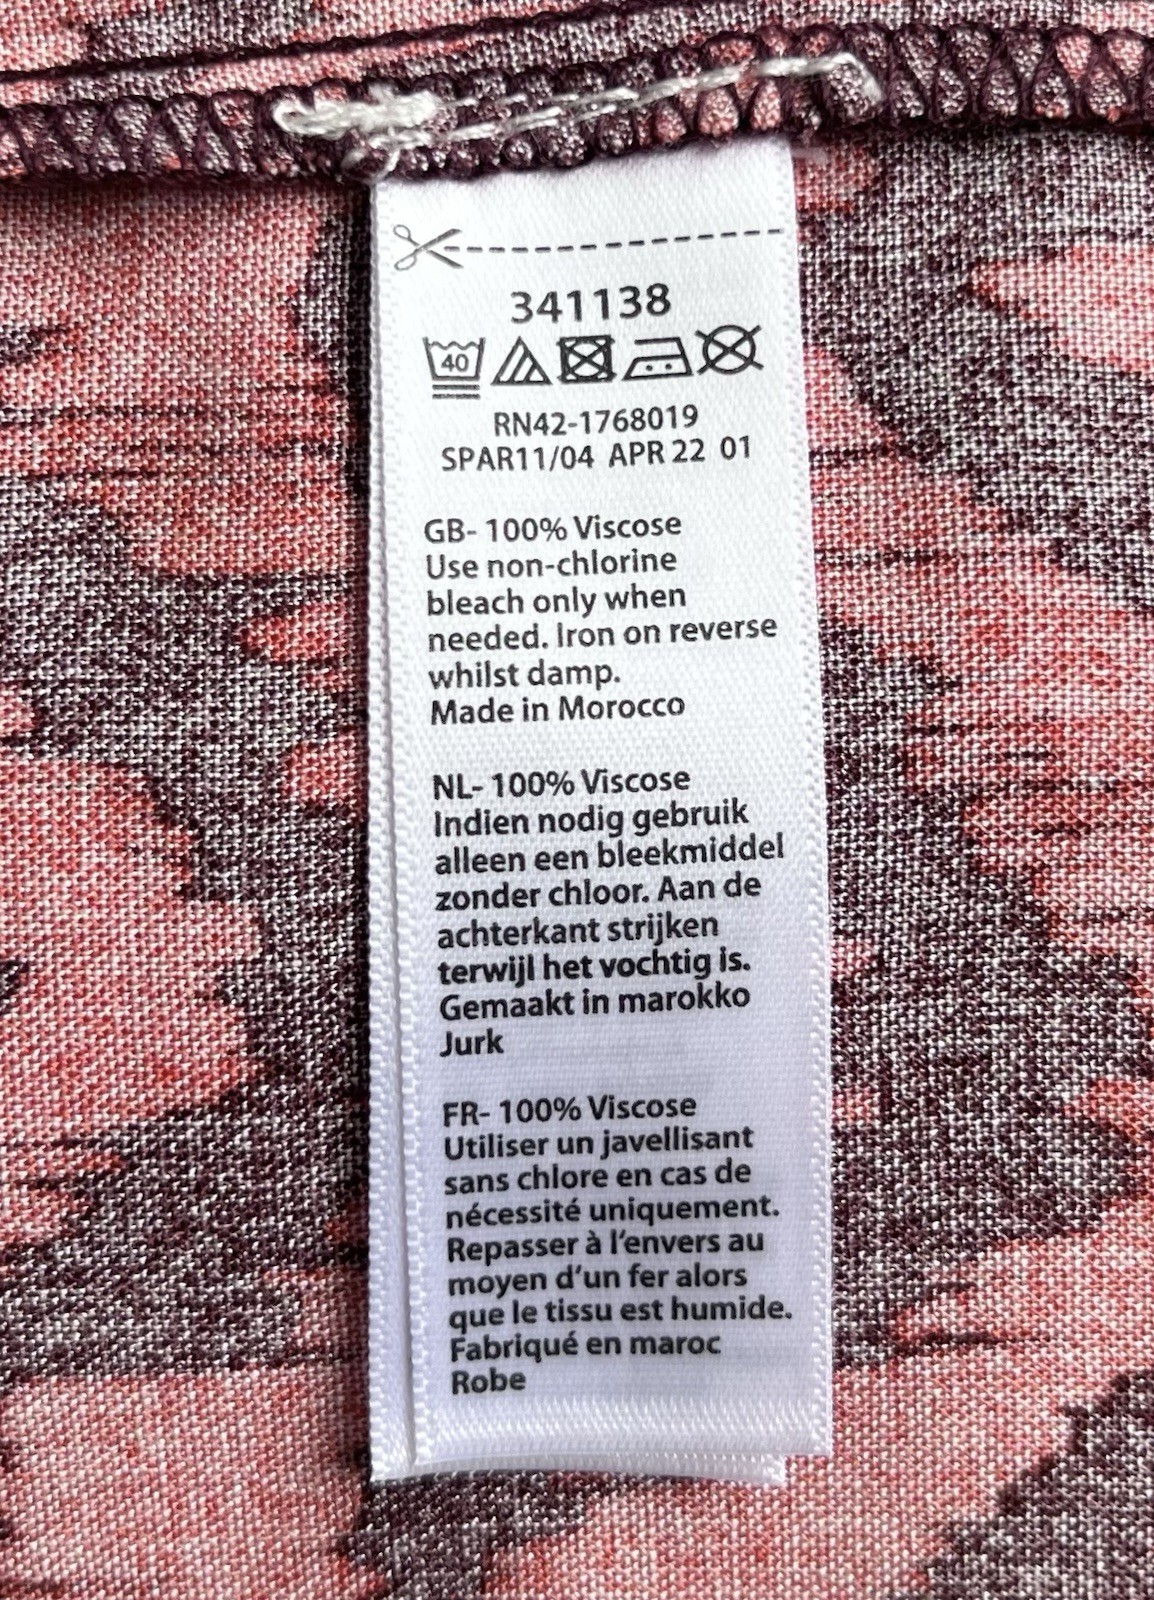 341138
40
RN42-1768019
SPAR11/04 APR 22 01
GB- 100% Viscose
Use non-chlorine
bleach only when
needed. Iron on reverse
whilst damp.
Made in Morocco
NL- 100% Viscose
Indien nodig gebruik
alleen een bleekmiddel
zonder chloor. Aan de
achterkant strijken
terwijl het vochtig is.
Gemaakt in marokko
Jurk
FR- 100% Viscose
Utiliser un javellisant
sans chlore en cas de
nécessité uniquement.
Repasser à l'envers au
moyen d'un fer alors
que le tissu est humide.
Fabriqué en maroc
Robe